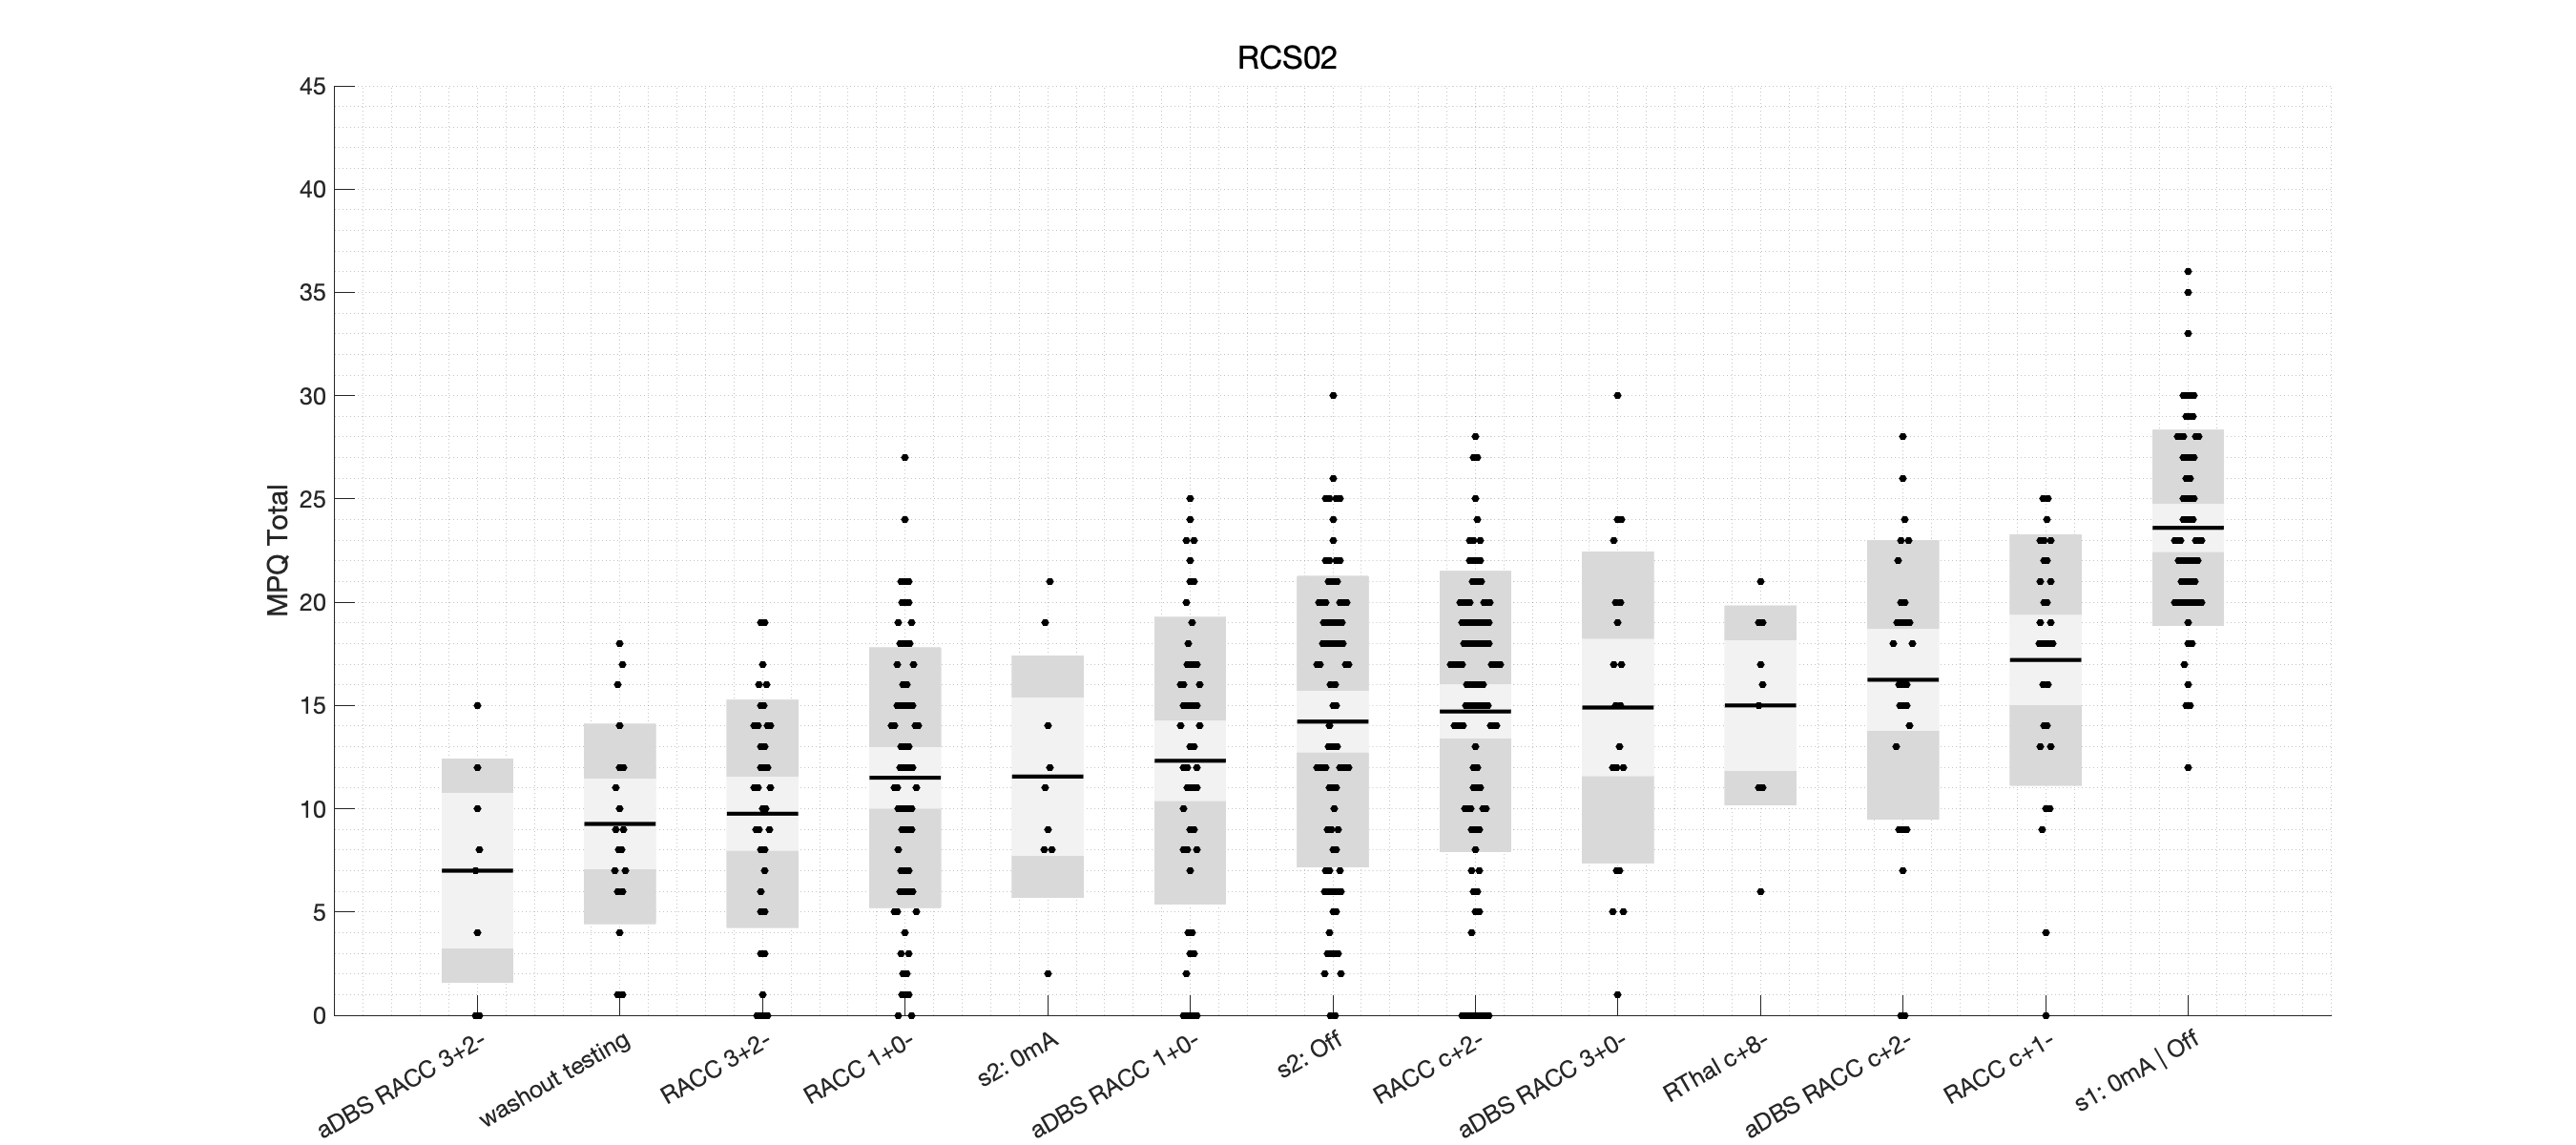 RCS02
MPQ Total
45
40
35
30
25
20
15
10
5
0
aDBS RACC 3+2-
washout testing
RACC 3+2-
RACC 1+0-
s2: 0mA
aDBS RACC 1+0-
s2: Off
RACC c+2-
aDBS RACC 3+0-
RThal c+8-
aDBS RACC c+2-
RACC c+1-
s1: 0mA | Off